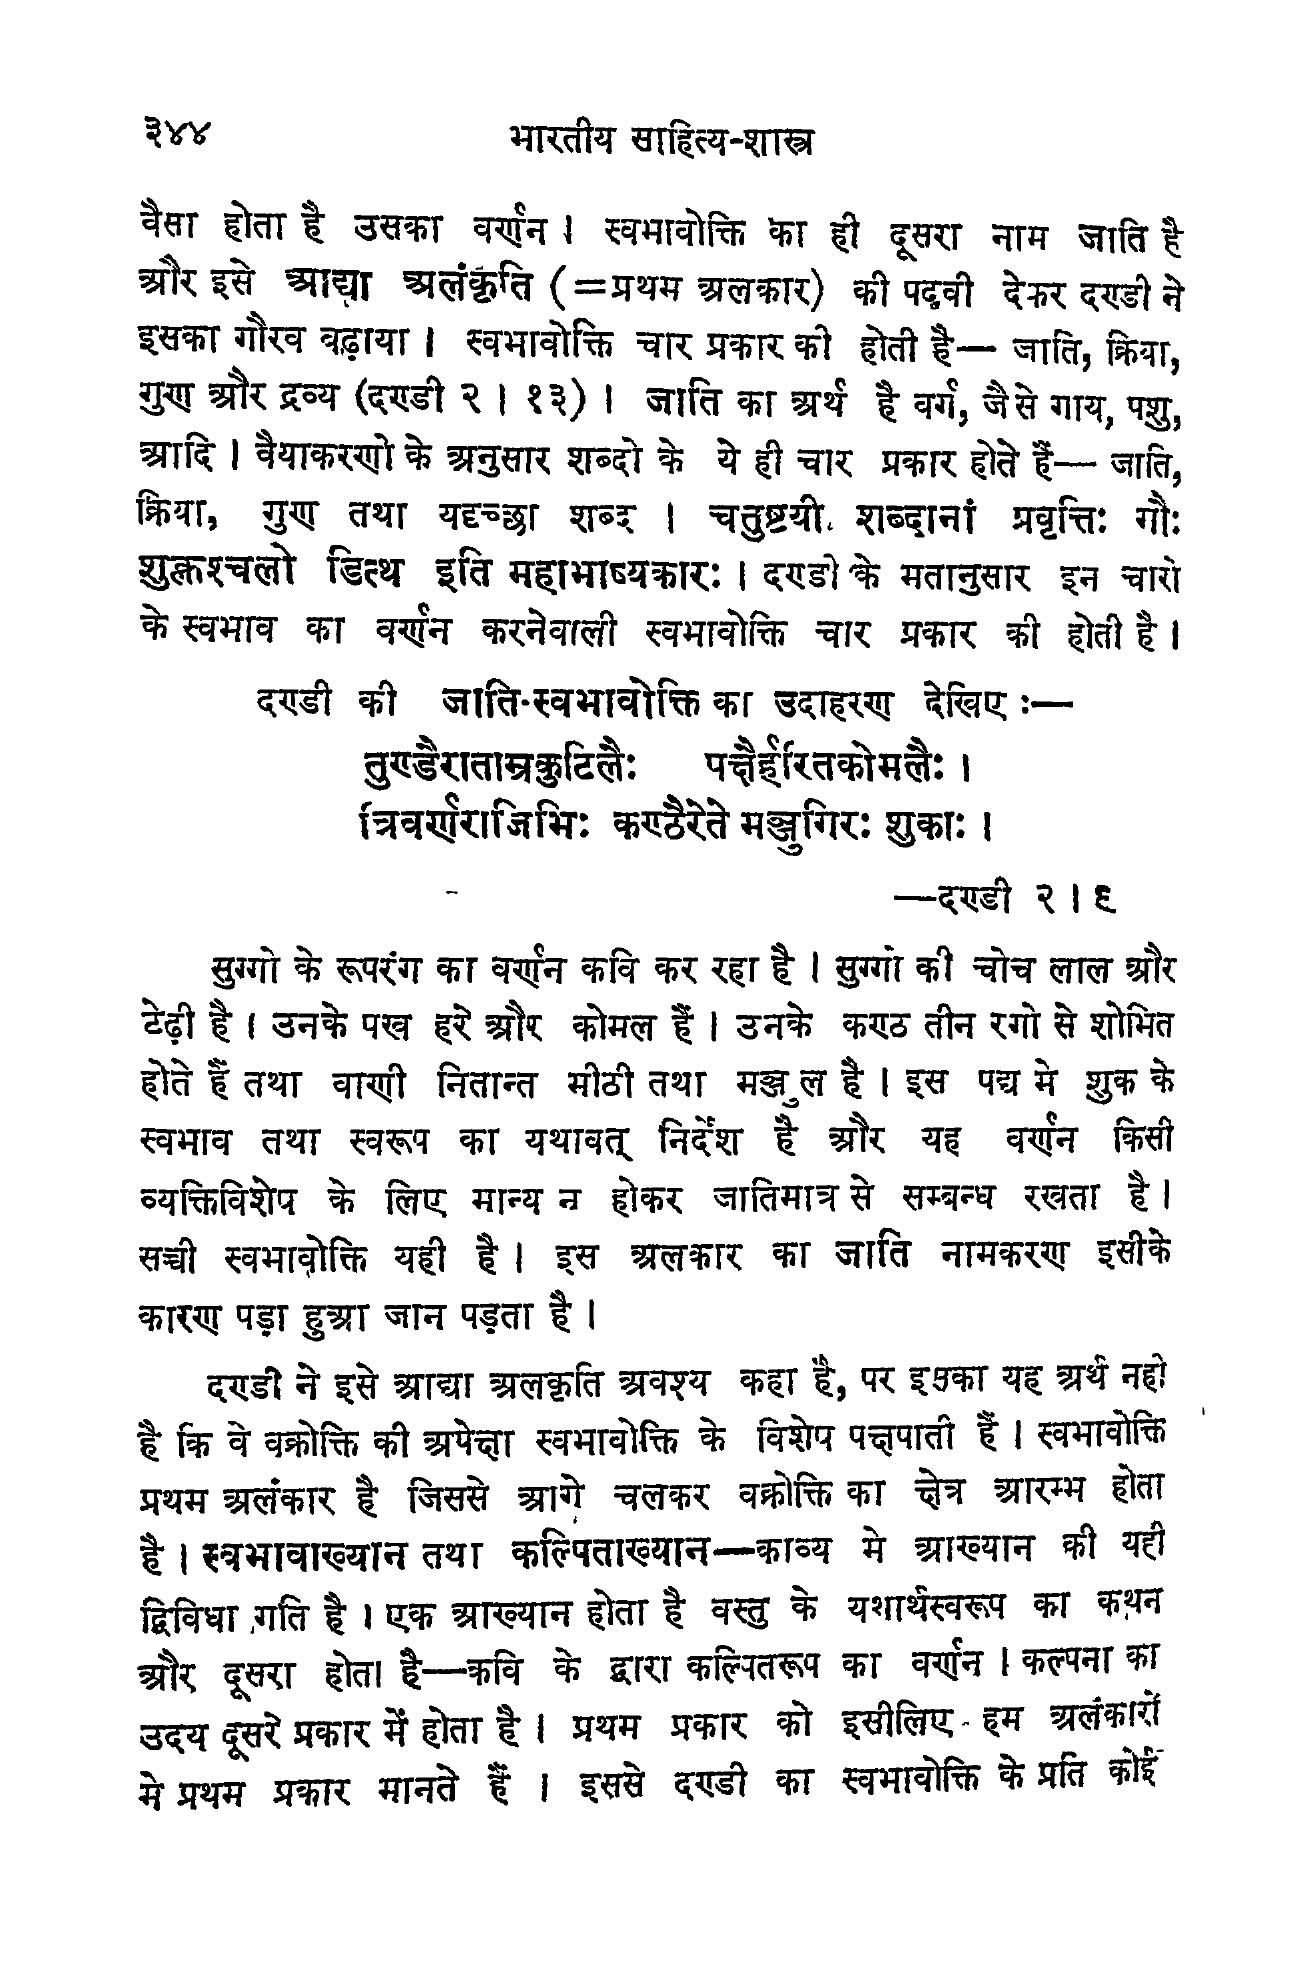 ३४४ भारतीय साहित्य-शास्त्र
वैसा होता है उसका वर्णन । स्वभावोक्ति का ही दूसरा नाम जाति है
और इसे आद्या अलंकृति (=प्रथम अलकार) की पदवी देकर दण्डी ने
इसका गौरव बढ़ाया । स्वभावोक्ति चार प्रकार की होती है— जाति, क्रिया,
गुण और द्रव्य (दण्डी २ । १३) । जाति का अर्थ है वर्ग, जैसे गाय, पशु,
आदि । वैयाकरणो के अनुसार शब्दो के ये ही चार प्रकार होते हैं— जाति,
क्रिया, गुण तथा यदृच्छा शब्द । चतुष्टयी शब्दानां प्रवृत्तिः गौः
शुक्लश्चलो डित्थ इति महाभाष्यकारः । दण्डी के मतानुसार इन चारो
के स्वभाव का वर्णन करनेवाली स्वभावोक्ति चार प्रकार की होती है ।
दण्डी की जाति-स्वभावोक्ति का उदाहरण देखिए :—
तुण्डैराताम्रकुटिलैः पक्षैर्हरितकोमलैः ।
त्रिवर्णराजिभिः कण्ठैरेते मञ्जुगिरः शुकाः ।
—दण्डी २ । ९
सुग्गो के रूपरंग का वर्णन कवि कर रहा है । सुग्गो की चोच लाल और
टेढ़ी है । उनके पख हरे और कोमल हैं । उनके कण्ठ तीन रगो से शोभित
होते हैं तथा वाणी नितान्त मीठी तथा मञ्जुल है । इस पद्य मे शुक के
स्वभाव तथा स्वरूप का यथावत् निर्देश है और यह वर्णन किसी
व्यक्तिविशेष के लिए मान्य न होकर जातिमात्र से सम्बन्ध रखता है ।
सच्ची स्वभावोक्ति यही है । इस अलकार का जाति नामकरण इसीके
कारण पड़ा हुआ जान पड़ता है ।
दण्डी ने इसे आद्या अलकृति अवश्य कहा है, पर इसका यह अर्थ नही
है कि वे वक्रोक्ति की अपेक्षा स्वभावोक्ति के विशेष पक्षपाती हैं । स्वभावोक्ति
प्रथम अलंकार है जिससे आगे चलकर वक्रोक्ति का क्षेत्र आरम्भ होता
है । स्वभावाख्यान तथा कल्पिताख्यान—काव्य मे आख्यान की यही
द्विविधा गति है । एक आख्यान होता है वस्तु के यथार्थस्वरूप का कथन
और दूसरा होता है—कवि के द्वारा कल्पितरूप का वर्णन । कल्पना का
उदय दूसरे प्रकार में होता है । प्रथम प्रकार को इसीलिए हम अलंकारों
मे प्रथम प्रकार मानते हैं । इससे दण्डी का स्वभावोक्ति के प्रति कोई